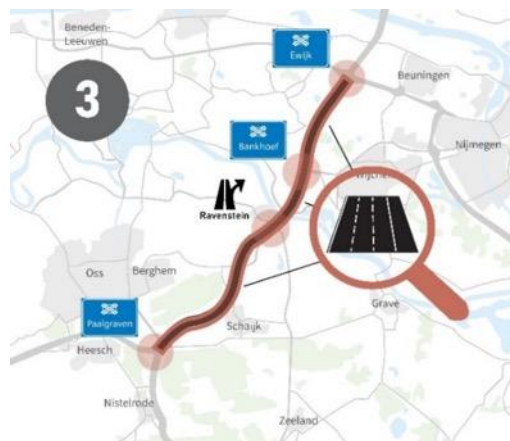 Beneden-
Leeuwen
Ewijk
3
Beuningen
Nijmegen
Bankhoef
Ravenstein
Oss
Berghem
Grave
Paalgraven
Schaijk
Heesch
Nistelrode
Zeeland